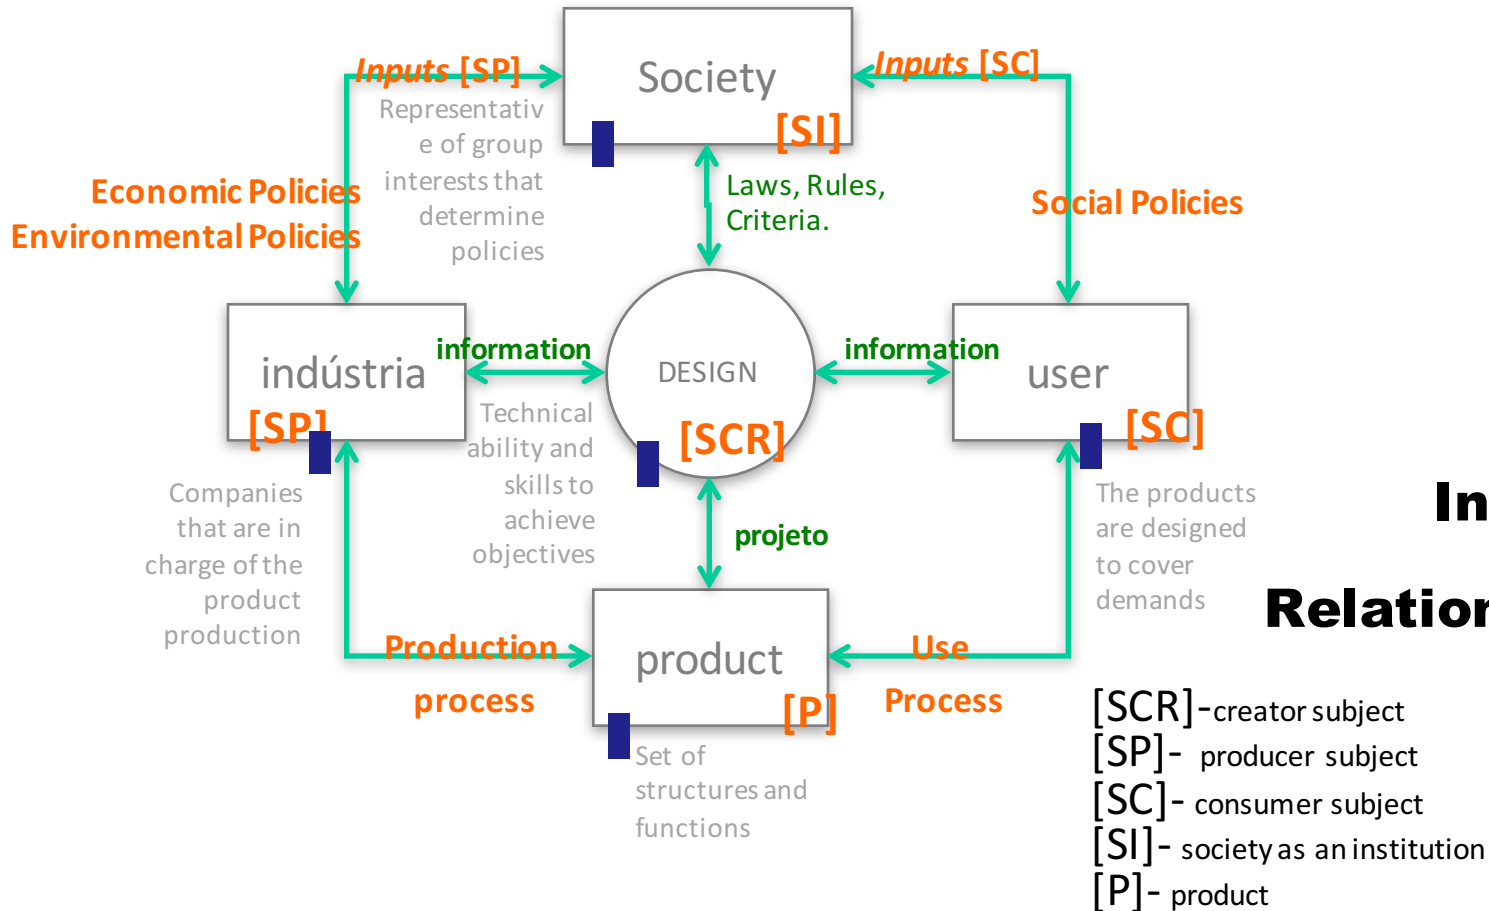 Inputs [SP]
Society
[SI]
Inputs [SC]
Representativ
e of group
interests that
determine
policies
Economic Policies
Environmental Policies
Laws, Rules,
Criteria.
Social Policies
indústria
[SP]
information
DESIGN
[SCR]
information
user
[SC]
Technical
ability and
skills to
achieve
objectives
Companies
that are in
charge of the
product
production
projeto
The products
are designed
to cover
demands
In
Relation
Production
process
product
[P]
Use
Process
Set of
structures and
functions
[SCR]-creator subject
[SP]- producer subject
[SC]- consumer subject
[SI]- society as an institution
[P]- product